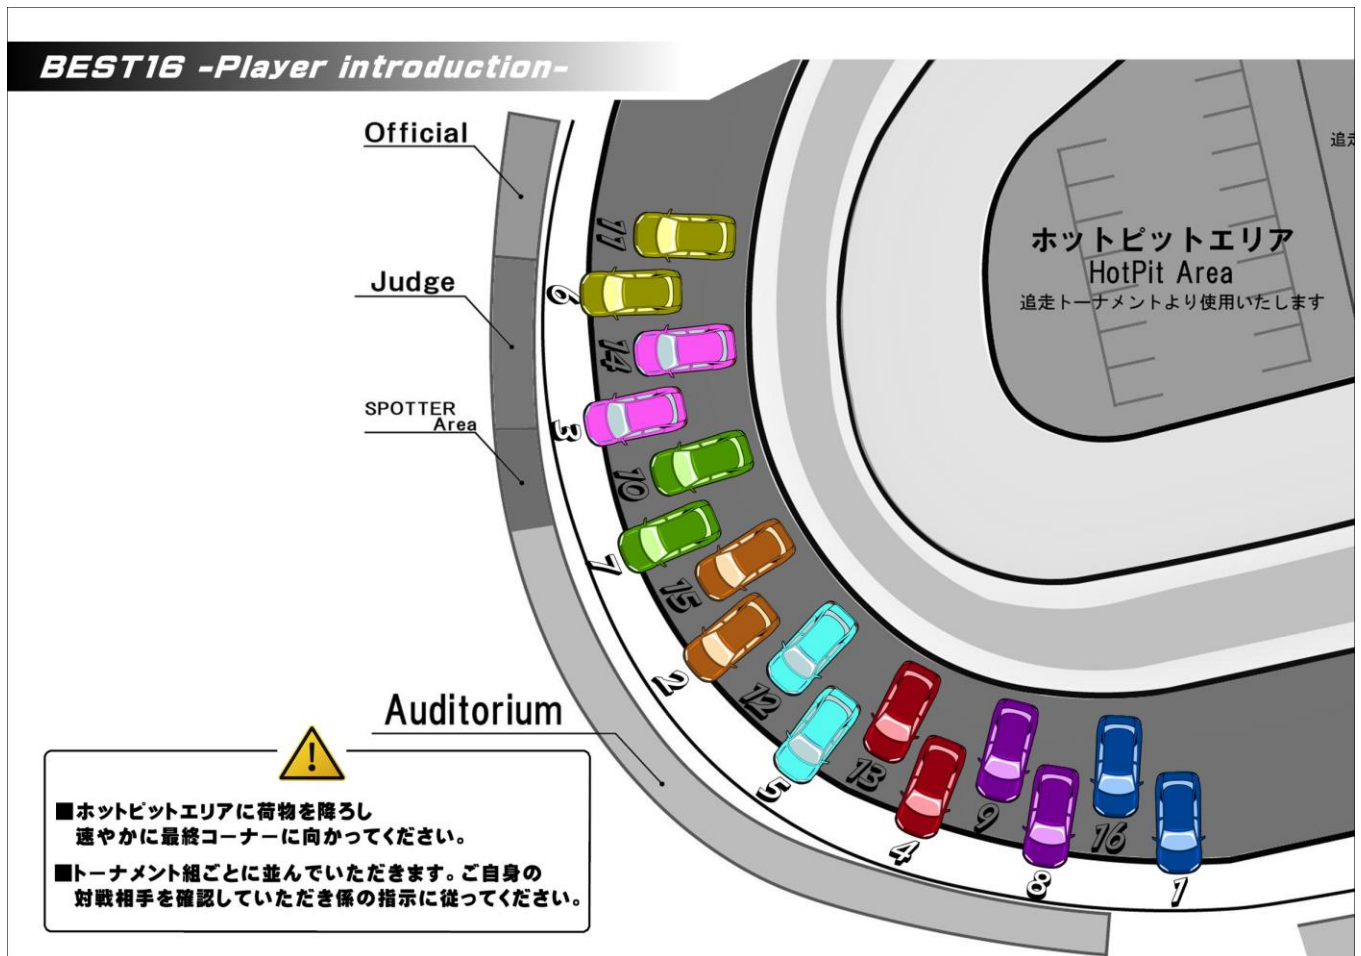 BEST16 -Player introduction-
Official
Judge
SPOTTER
Area
Auditorium
追走
ホットピットエリア
HotPit Area
追走トーナメントより使用いたします
11
6
14
3
10
7
15
2
12
5
13
4
9
8
16
1
!
■ホットピットエリアに荷物を降ろし
速やかに最終コーナーに向かってください。
■トーナメント組ごとに並んでいただきます。ご自身の
対戦相手を確認していただき係の指示に従ってください。